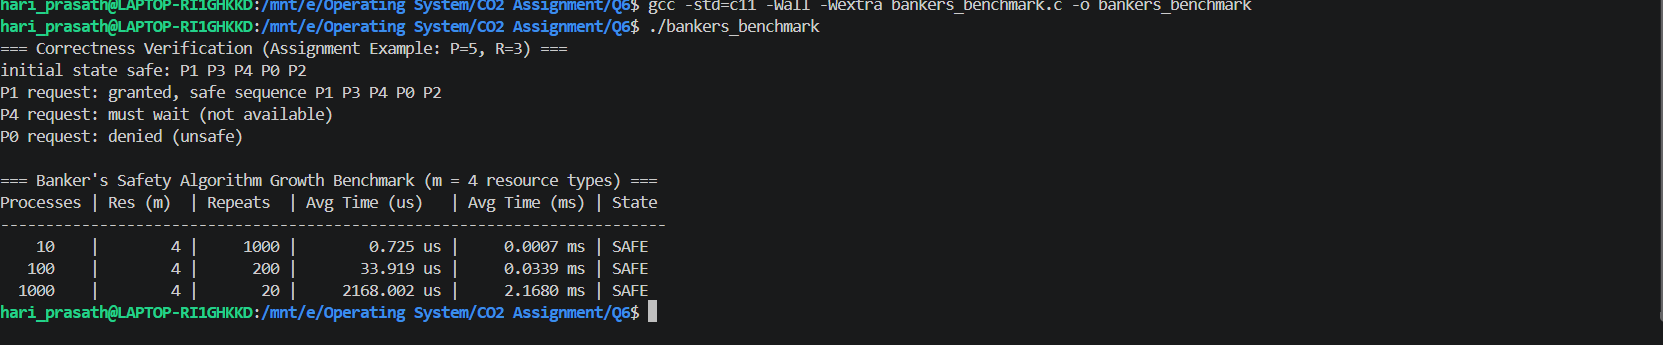 hari_prasath@LAPTOP-RI1GHKKD:/mnt/e/Operating System/CO2 Assignment/Q6$ gcc -std=c11 -Wall -Wextra bankers_benchmark.c -o bankers_benchmark
hari_prasath@LAPTOP-RI1GHKKD:/mnt/e/Operating System/CO2 Assignment/Q6$ ./bankers_benchmark
=== Correctness Verification (Assignment Example: P=5, R=3) ===
initial state safe: P1 P3 P4 P0 P2
P1 request: granted, safe sequence P1 P3 P4 P0 P2
P4 request: must wait (not available)
P0 request: denied (unsafe)

=== Banker's Safety Algorithm Growth Benchmark (m = 4 resource types) ===
Processes | Res (m)  | Repeats  | Avg Time (us)   | Avg Time (ms) | State
--------------------------------------------------------------------------
    10    |        4 |     1000 |        0.725 us |     0.0007 ms | SAFE
   100    |        4 |      200 |       33.919 us |     0.0339 ms | SAFE
  1000    |        4 |       20 |     2168.002 us |     2.1680 ms | SAFE
hari_prasath@LAPTOP-RI1GHKKD:/mnt/e/Operating System/CO2 Assignment/Q6$